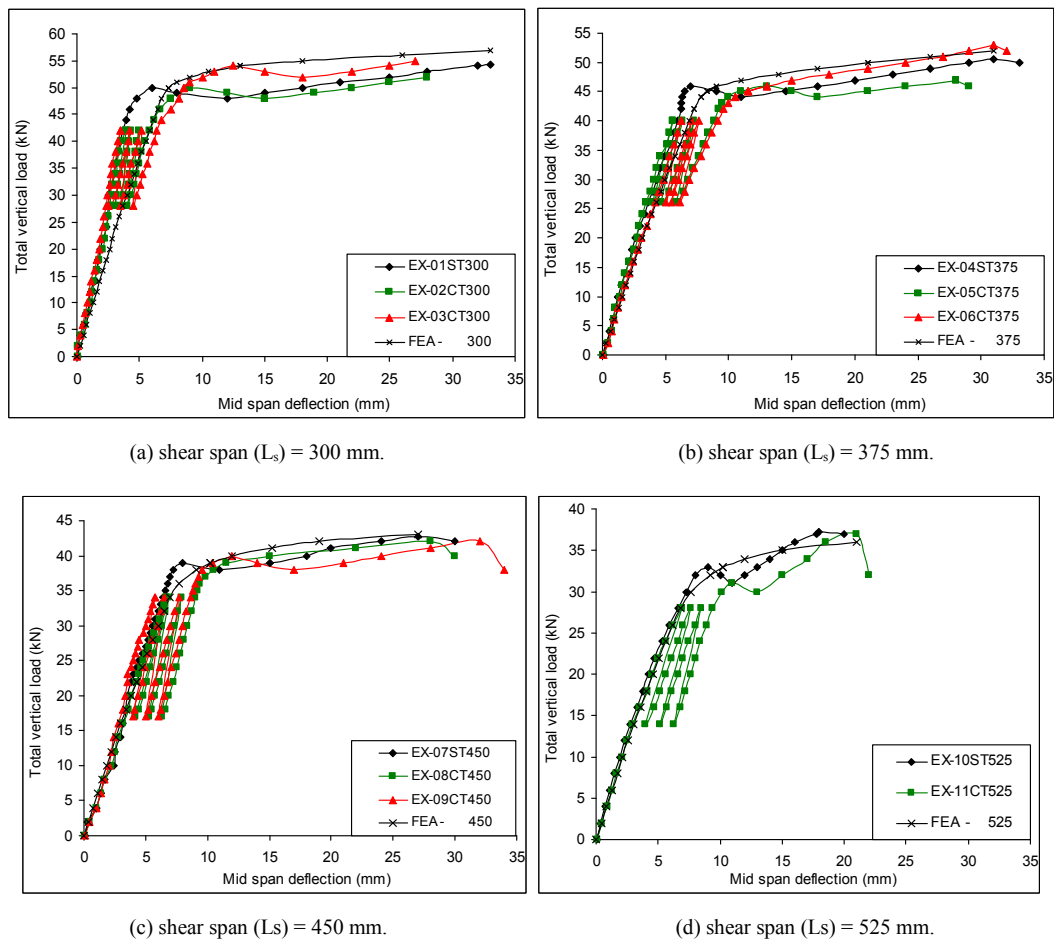 Total vertical load (kN)
60
55
50
45
40
35
30
25
20
15
10
5
0
EX-01ST300
EX-02CT300
EX-03CT300
FEA - 300
0 5 10 15 20 25 30 35
Mid span deflection (mm)
(a) shear span (Ls) = 300 mm.
Total vertical load (kN)
55
50
45
40
35
30
25
20
15
10
5
0
EX-04ST375
EX-05CT375
EX-06CT375
FEA - 375
0 5 10 15 20 25 30 35
Mid span deflection (mm)
(b) shear span (Ls) = 375 mm.
Total vertical load (kN)
45
40
35
30
25
20
15
10
5
0
EX-07ST450
EX-08CT450
EX-09CT450
FEA - 450
0 5 10 15 20 25 30 35
Mid span deflection (mm)
(c) shear span (Ls) = 450 mm.
Total vertical load (kN)
40
35
30
25
20
15
10
5
0
EX-10ST525
EX-11CT525
FEA - 525
0 5 10 15 20 25 30 35
Mid span deflection (mm)
(d) shear span (Ls) = 525 mm.